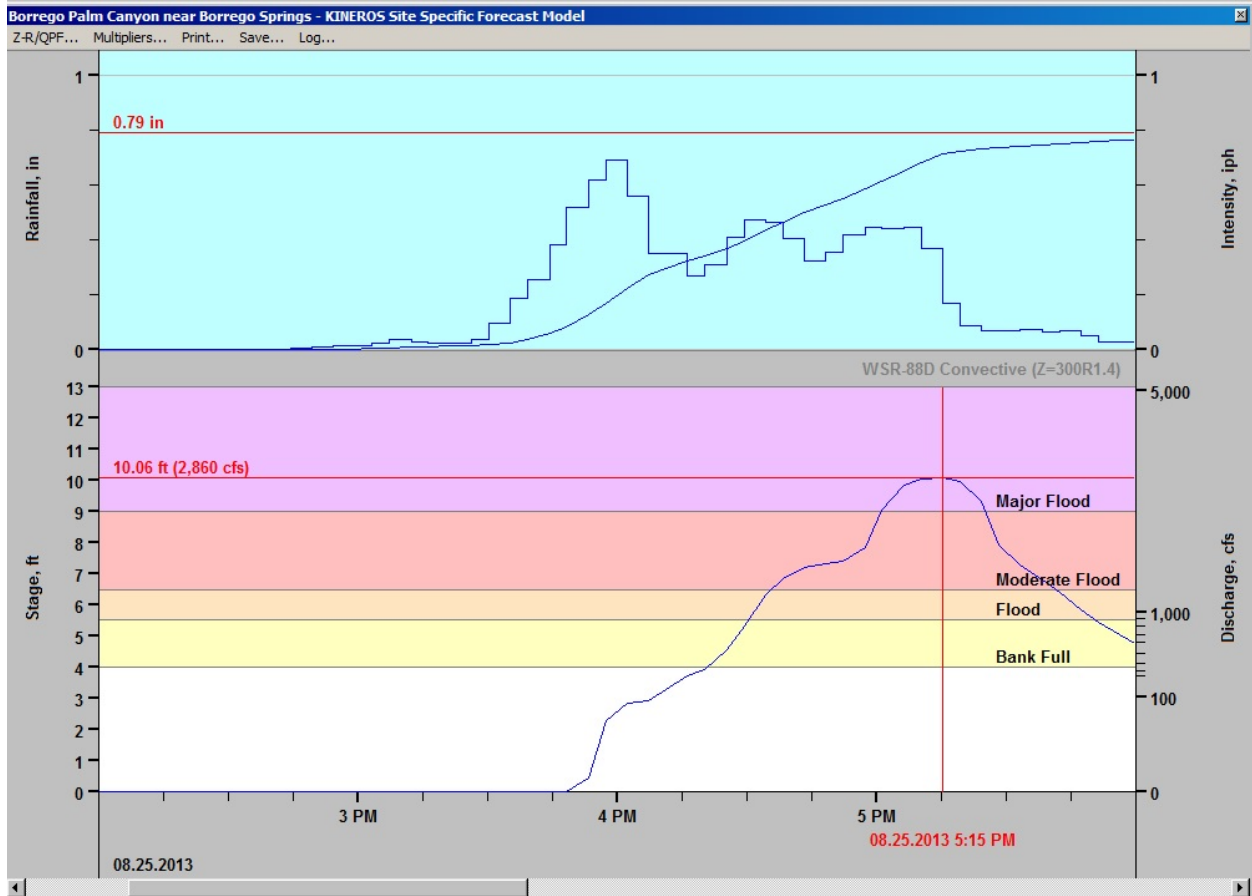 Borrego Palm Canyon near Borrego Springs - KINEROS Site Specific Forecast Model
Z-R/QPF... Multipliers... Print... Save... Log...
1
1
0.79 in
Rainfall, in
Intensity, iph
0
0
WSR-88D Convective (Z=300R1.4)
13
5,000
12
11
10.06 ft (2,860 cfs)
10
Major Flood
9
8
7
Moderate Flood
6
Flood
1,000
Stage, ft
Discharge, cfs
5
Bank Full
4
3
100
2
1
0
0
3 PM
4 PM
5 PM
08.25.2013 5:15 PM
08.25.2013